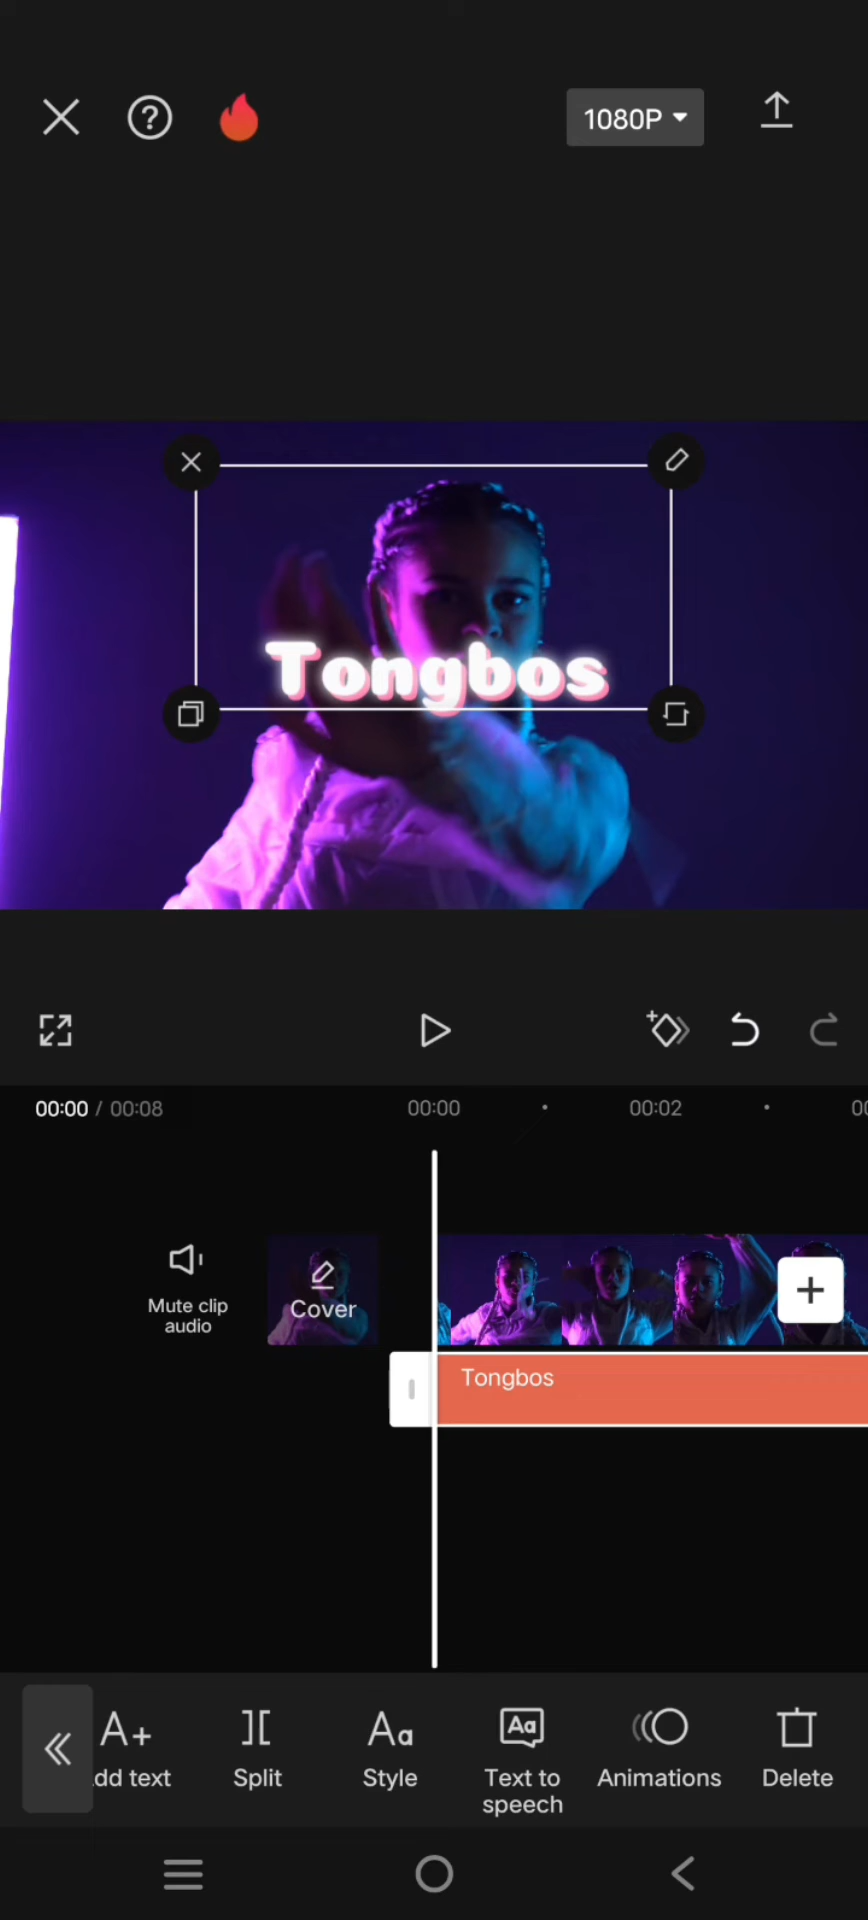 1080P
Tongbos
00:00 / 00:08
00:00
00:02
Mute clip
audio
Cover
Tongbos
dd text
Split
Style
Text to
speech
Animations
Delete